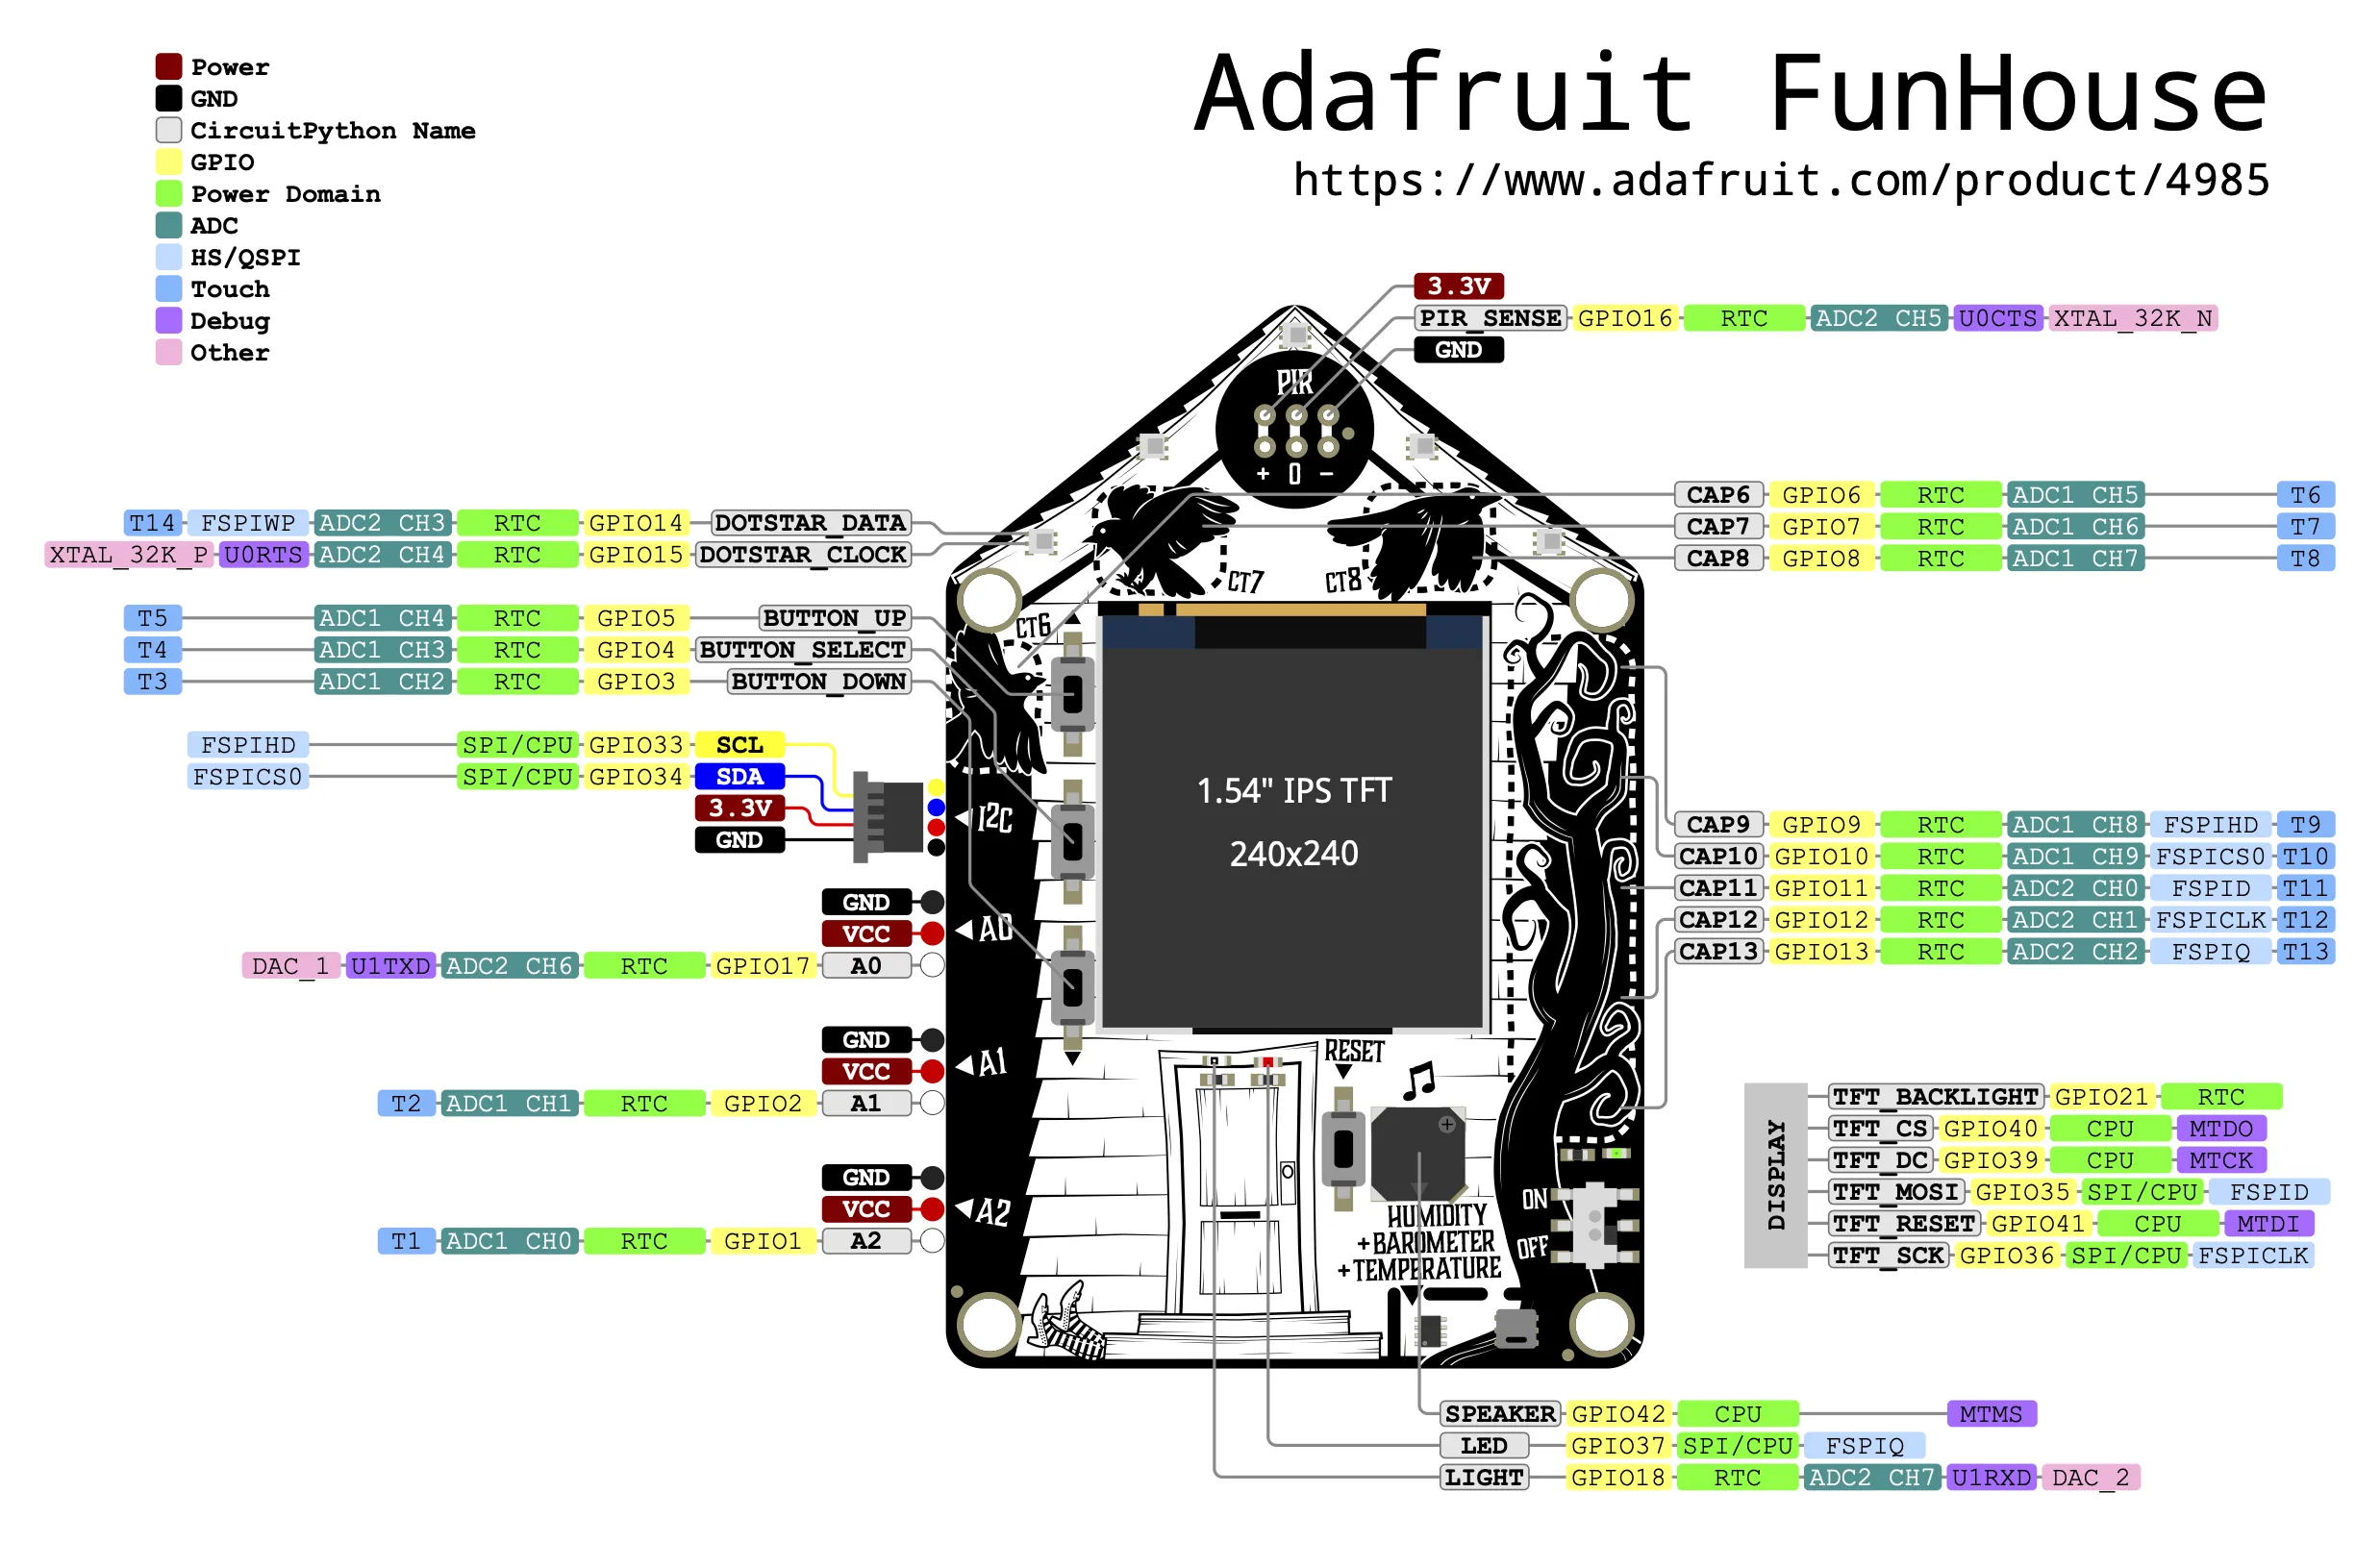 Adafruit FunHouse
https://www.adafruit.com/product/4985
Power
GND
CircuitPython Name
GPIO
Power Domain
ADC
HS/QSPI
Touch
Debug
Other
3.3V
PIR_SENSE GPIO16 RTC ADC2 CH5 U0CTS XTAL_32K_N
GND
PIR
+ 0 -
T14 FSPIWP ADC2 CH3 RTC GPIO14 DOTSTAR_DATA
XTAL_32K_P U0RTS ADC2 CH4 RTC GPIO15 DOTSTAR_CLOCK
T5 ADC1 CH4 RTC GPIO5 BUTTON_UP
T4 ADC1 CH3 RTC GPIO4 BUTTON_SELECT
T3 ADC1 CH2 RTC GPIO3 BUTTON_DOWN
FSPIHD SPI/CPU GPIO33 SCL
FSPICS0 SPI/CPU GPIO34 SDA
3.3V
GND
GND
VCC
DAC_1 U1TXD ADC2 CH6 RTC GPIO17 A0
GND
VCC
T2 ADC1 CH1 RTC GPIO2 A1
GND
VCC
T1 ADC1 CH0 RTC GPIO1 A2
CT7
CT8
CT6
I2C
A0
A1
A2
1.54" IPS TFT
240x240
RESET
ON
OFF
HUMIDITY
+BAROMETER
+TEMPERATURE
CAP6 GPIO6 RTC ADC1 CH5 T6
CAP7 GPIO7 RTC ADC1 CH6 T7
CAP8 GPIO8 RTC ADC1 CH7 T8
CAP9 GPIO9 RTC ADC1 CH8 FSPIHD T9
CAP10 GPIO10 RTC ADC1 CH9 FSPICS0 T10
CAP11 GPIO11 RTC ADC2 CH0 FSPID T11
CAP12 GPIO12 RTC ADC2 CH1 FSPICLK T12
CAP13 GPIO13 RTC ADC2 CH2 FSPIQ T13
DISPLAY
TFT_BACKLIGHT GPIO21 RTC
TFT_CS GPIO40 CPU MTDO
TFT_DC GPIO39 CPU MTCK
TFT_MOSI GPIO35 SPI/CPU FSPID
TFT_RESET GPIO41 CPU MTDI
TFT_SCK GPIO36 SPI/CPU FSPICLK
SPEAKER GPIO42 CPU MTMS
LED GPIO37 SPI/CPU FSPIQ
LIGHT GPIO18 RTC ADC2 CH7 U1RXD DAC_2